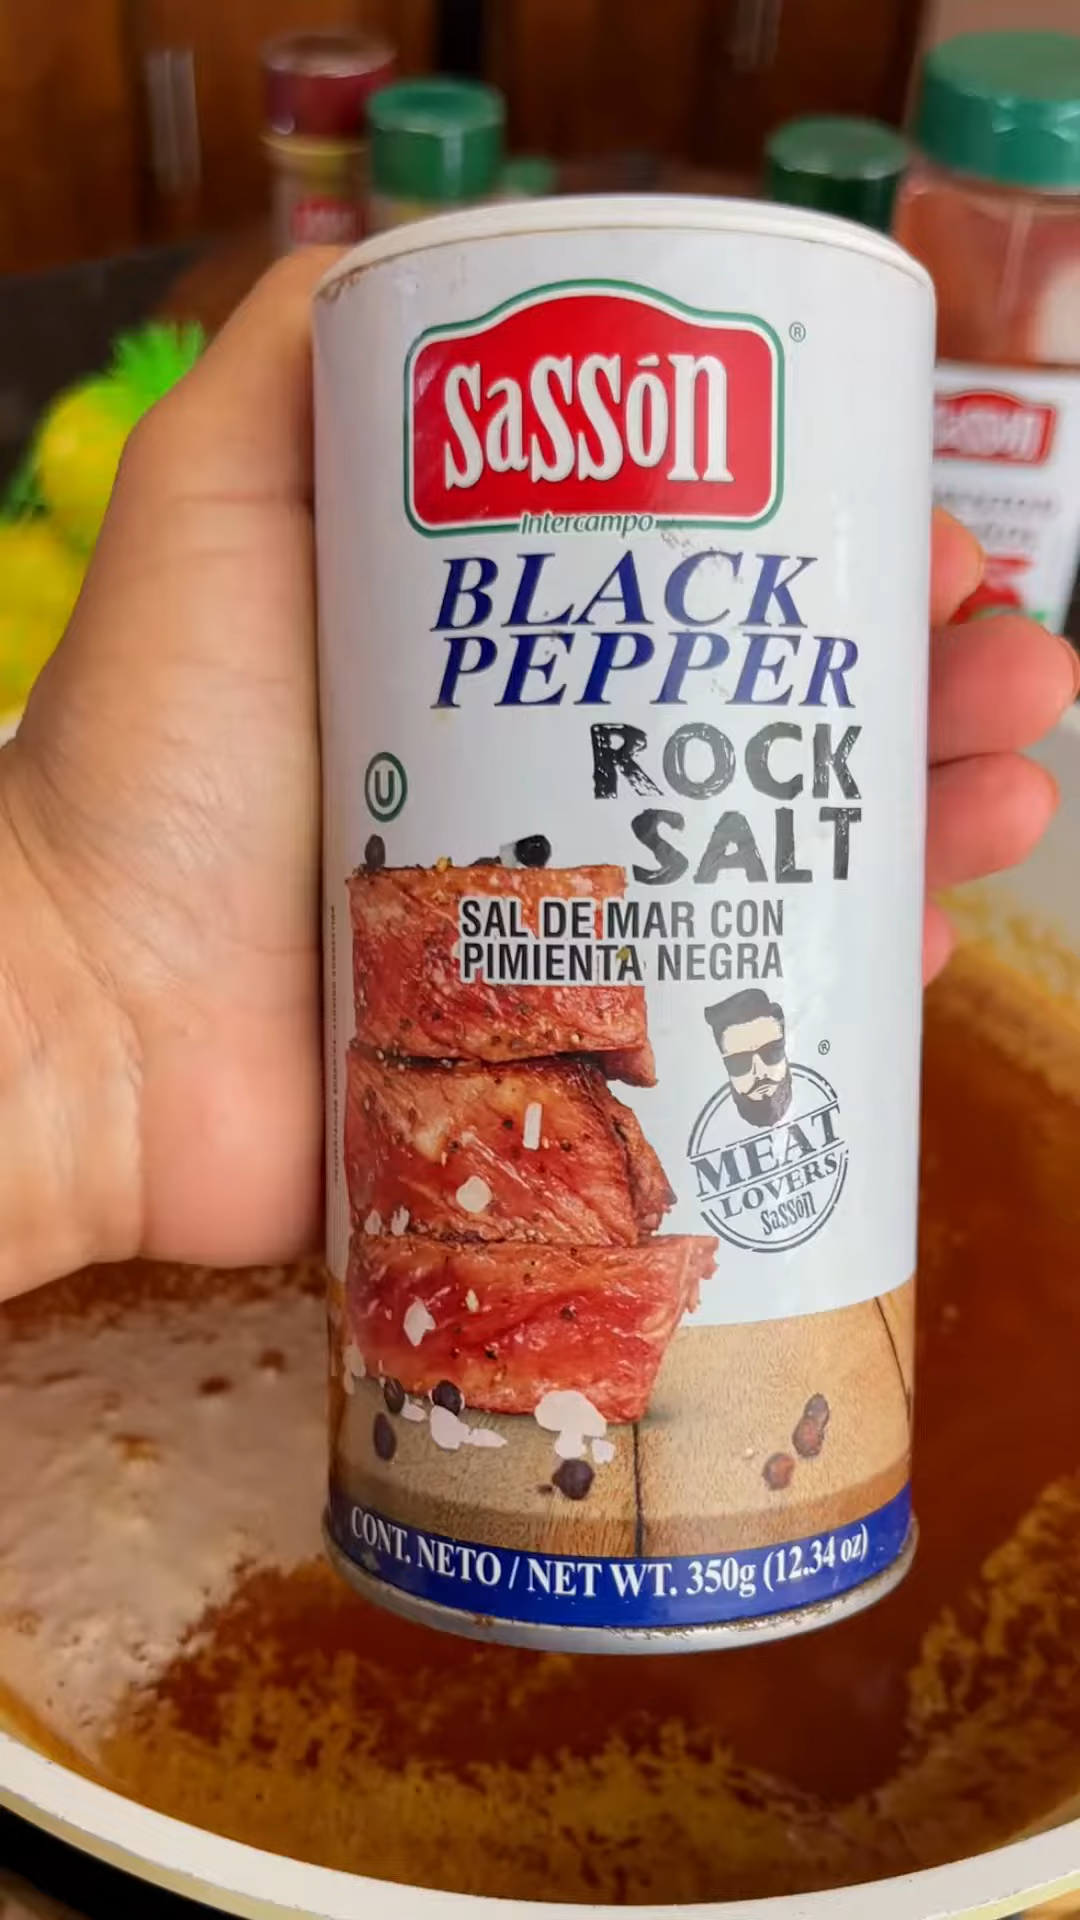 Sassón
®
Intercampo
BLACK
PEPPER
ROCK
SALT
U
SAL DE MAR CON
PIMIENTA NEGRA
®
MEAT
LOVERS
Sassón
CONT. NETO / NET WT. 350g (12.34 oz)
Sassón